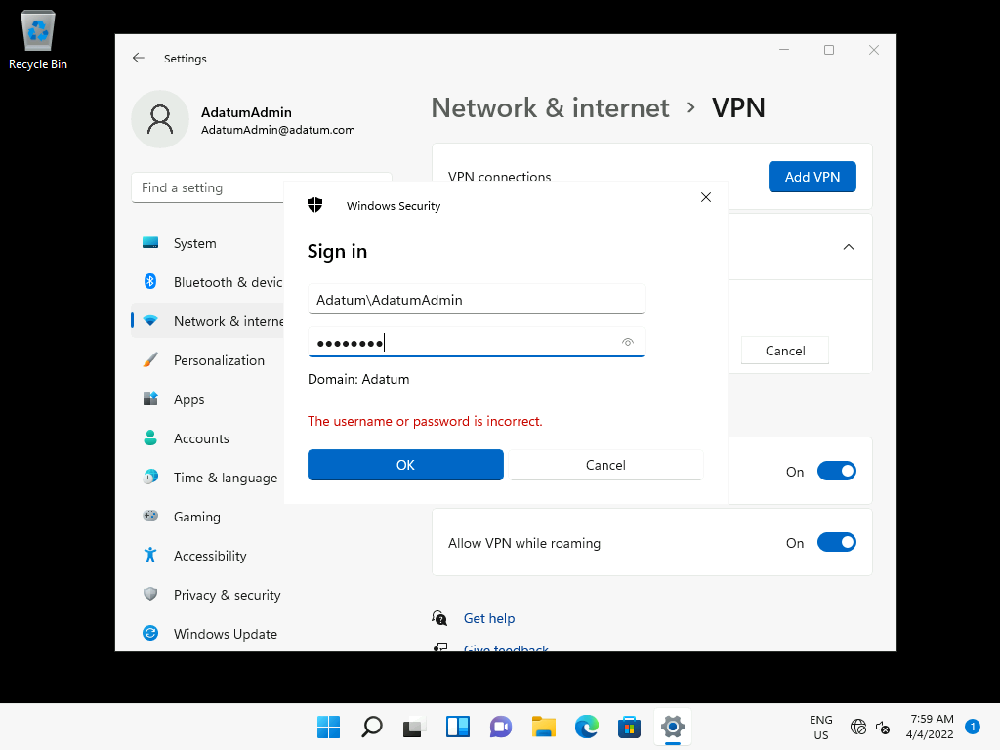 Recycle Bin
Settings
AdatumAdmin
AdatumAdmin@adatum.com
Find a setting
System
Bluetooth & devic
Network & interne
Personalization
Apps
Accounts
Time & language
Gaming
Accessibility
Privacy & security
Windows Update
Network & internet › VPN
VPN connections
Add VPN
Windows Security
Sign in
Adatum\AdatumAdmin
••••••••
Domain: Adatum
The username or password is incorrect.
OK
Cancel
Cancel
On
Allow VPN while roaming
On
Get help
Give feedback
ENG
US
7:59 AM
4/4/2022
1